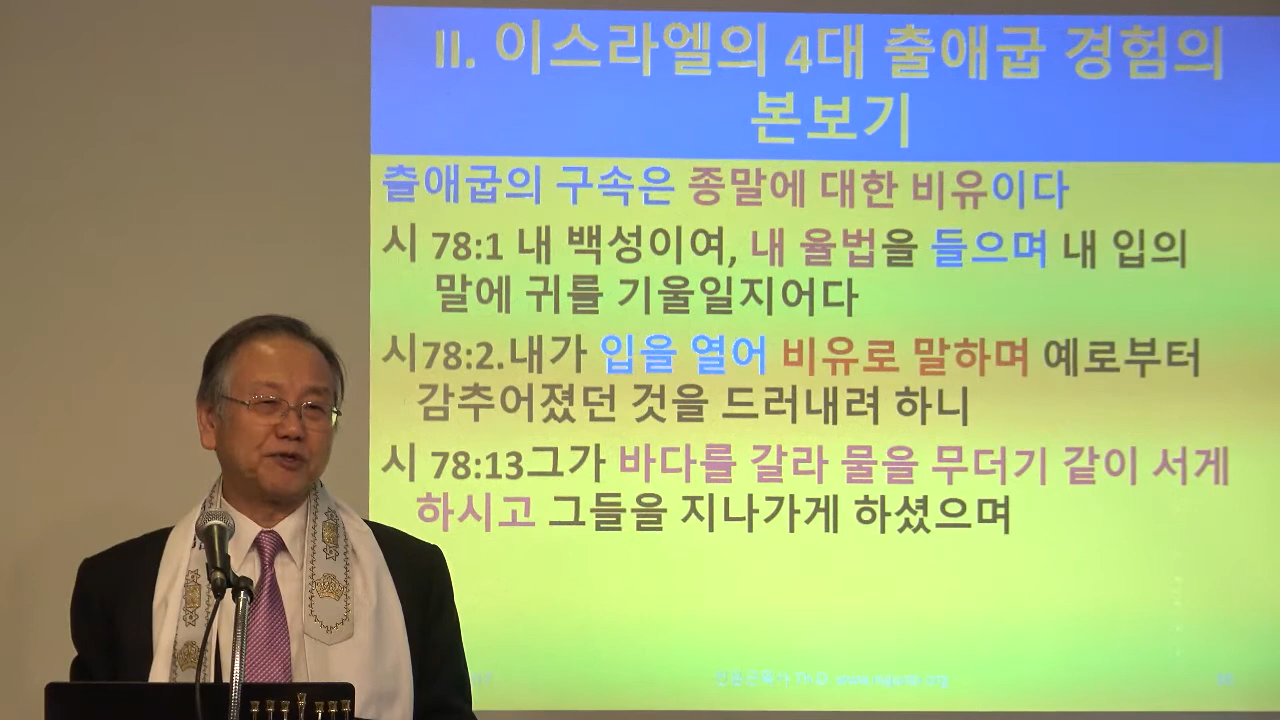 II. 이스라엘의 4대 출애굽 경험의
본보기
출애굽의 구속은 종말에 대한 비유이다
시 78:1 내 백성이여, 내 율법을 들으며 내 입의
말에 귀를 기울일지어다
시78:2.내가 입을 열어 비유로 말하며 예로부터
감추어졌던 것을 드러내려 하니
시 78:13그가 바다를 갈라 물을 무더기 같이 서게
하시고 그들을 지나가게 하셨으며
Th.D.